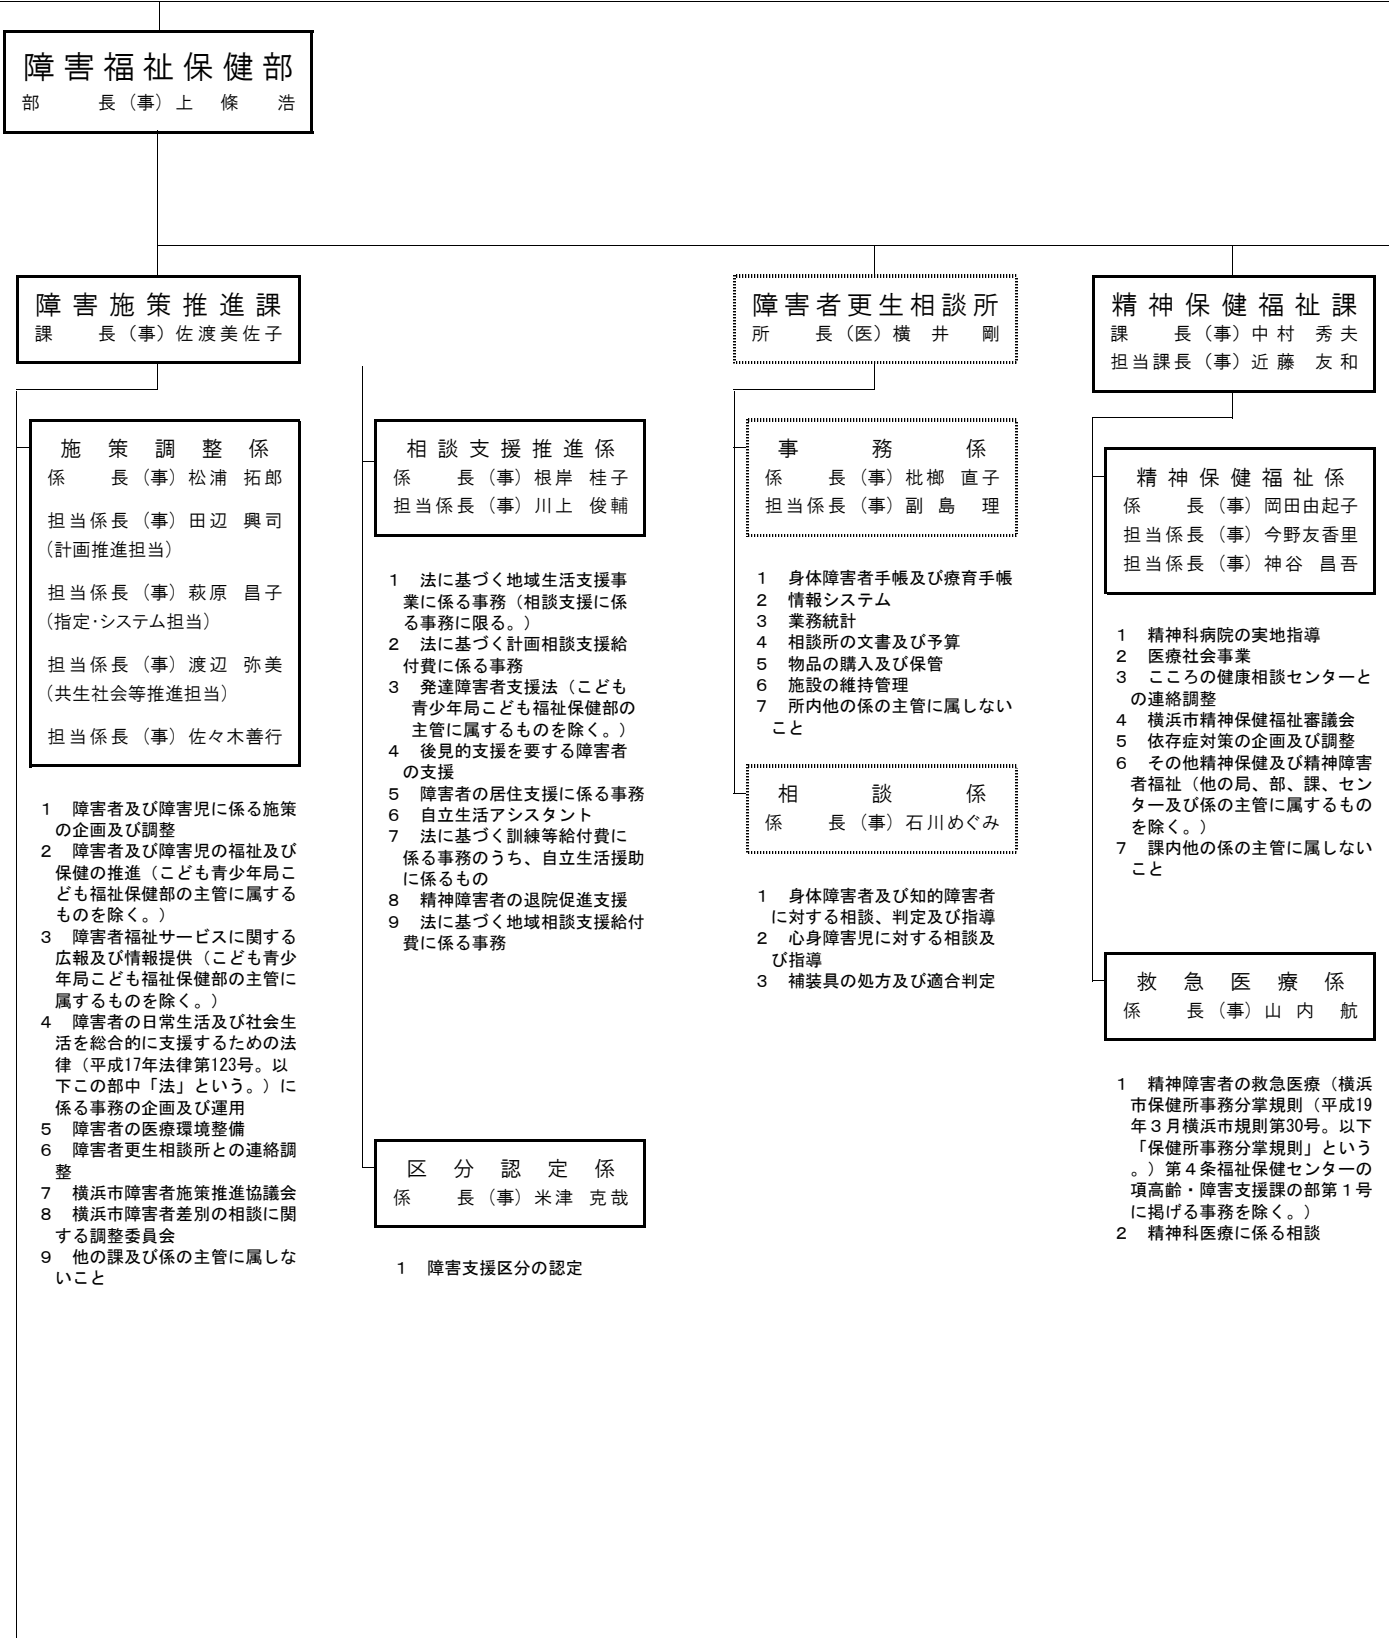 障害福祉保健部
部　　長（事）上　條　　浩
障害施策推進課
課　　長（事）佐渡美佐子
施策調整係
係　　長（事）松浦　拓郎
担当係長（事）田辺　興司
（計画推進担当）
担当係長（事）萩原　昌子
（指定･システム担当）
担当係長（事）渡辺　弥美
（共生社会等推進担当）
担当係長（事）佐々木善行
１　障害者及び障害児に係る施策
の企画及び調整
２　障害者及び障害児の福祉及び
保健の推進（こども青少年局こ
ども福祉保健部の主管に属する
ものを除く。）
３　障害者福祉サービスに関する
広報及び情報提供（こども青少
年局こども福祉保健部の主管に
属するものを除く。）
４　障害者の日常生活及び社会生
活を総合的に支援するための法
律（平成17年法律第123号。以
下この部中「法」という。）に
係る事務の企画及び運用
５　障害者の医療環境整備
６　障害者更生相談所との連絡調
整
７　横浜市障害者施策推進協議会
８　横浜市障害者差別の相談に関
する調整委員会
９　他の課及び係の主管に属しな
いこと
相談支援推進係
係　　長（事）根岸　桂子
担当係長（事）川上　俊輔
１　法に基づく地域生活支援事
業に係る事務（相談支援に係
る事務に限る。）
２　法に基づく計画相談支援給
付費に係る事務
３　発達障害者支援法（こども
青少年局こども福祉保健部の
主管に属するものを除く。）
４　後見的支援を要する障害者
の支援
５　障害者の居住支援に係る事務
６　自立生活アシスタント
７　法に基づく訓練等給付費に
係る事務のうち、自立生活援助
に係るもの
８　精神障害者の退院促進支援
９　法に基づく地域相談支援給付
費に係る事務
区分認定係
係　　長（事）米津　克哉
１　障害支援区分の認定
障害者更生相談所
所　　長（医）横　井　　剛
事務係
係　　長（事）枇榔　直子
担当係長（事）副　島　　理
１　身体障害者手帳及び療育手帳
２　情報システム
３　業務統計
４　相談所の文書及び予算
５　物品の購入及び保管
６　施設の維持管理
７　所内他の係の主管に属しない
こと
相談係
係　　長（事）石川めぐみ
１　身体障害者及び知的障害者
に対する相談、判定及び指導
２　心身障害児に対する相談及
び指導
３　補装具の処方及び適合判定
精神保健福祉課
課　　長（事）中村　秀夫
担当課長（事）近藤　友和
精神保健福祉係
係　　長（事）岡田由起子
担当係長（事）今野友香里
担当係長（事）神谷　昌吾
１　精神科病院の実地指導
２　医療社会事業
３　こころの健康相談センターと
の連絡調整
４　横浜市精神保健福祉審議会
５　依存症対策の企画及び調整
６　その他精神保健及び精神障害
者福祉（他の局、部、課、セン
ター及び係の主管に属するもの
を除く。）
７　課内他の係の主管に属しない
こと
救急医療係
係　　長（事）山　内　　航
１　精神障害者の救急医療（横浜
市保健所事務分掌規則（平成19
年３月横浜市規則第30号。以下
「保健所事務分掌規則」という
。）第４条福祉保健センターの
項高齢・障害支援課の部第１号
に掲げる事務を除く。）
２　精神科医療に係る相談